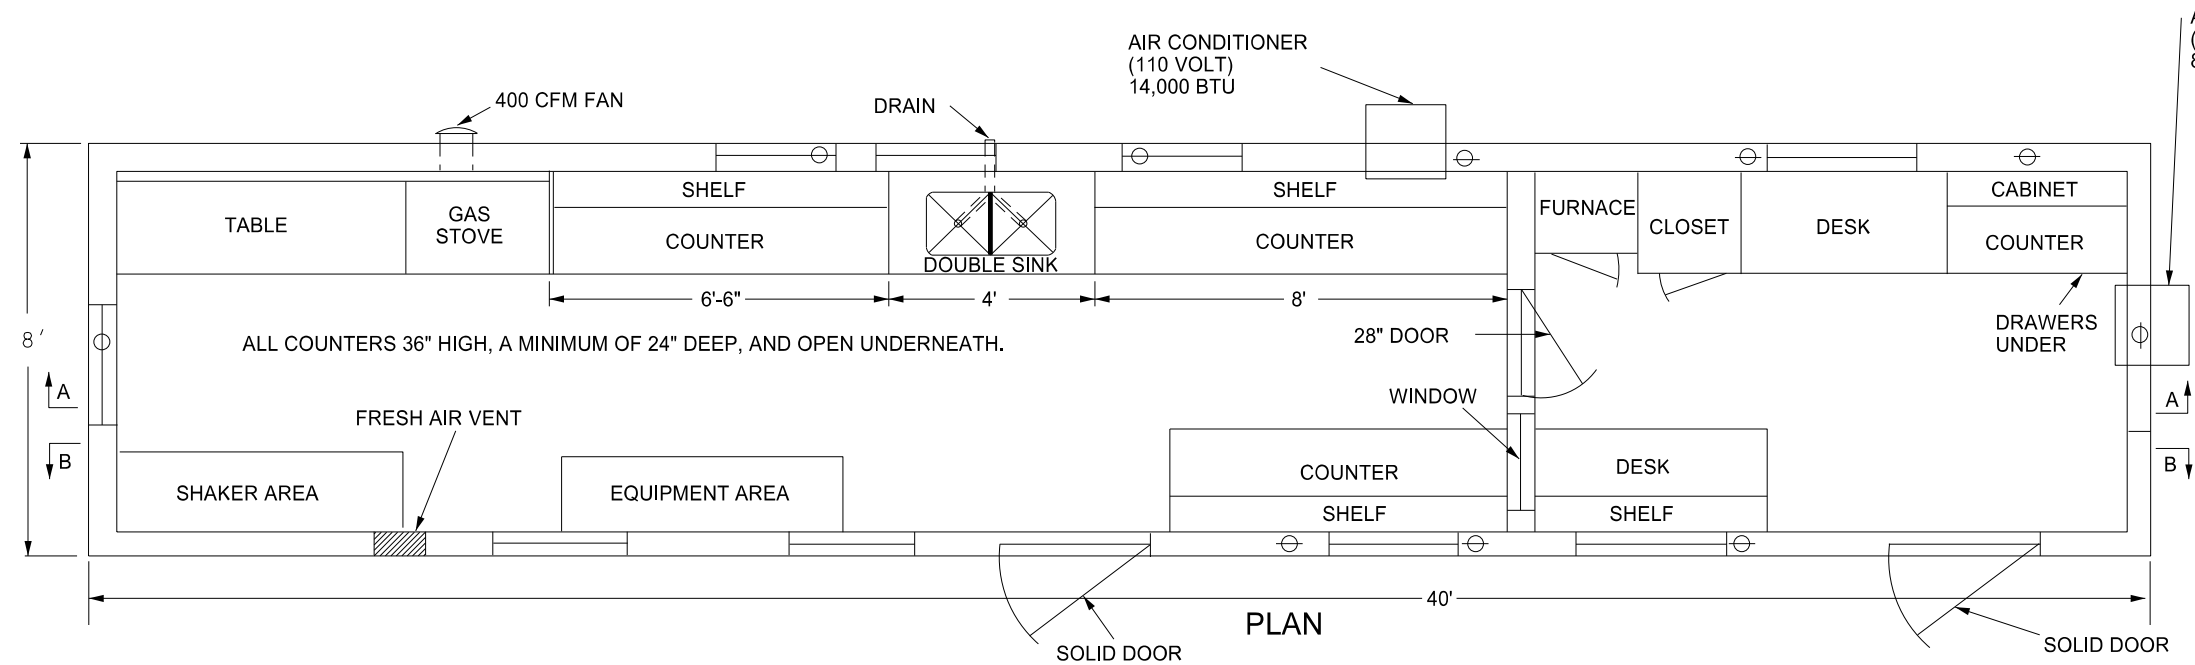 AIR CONDITIONER
(110 VOLT)
14,000 BTU
400 CFM FAN
DRAIN
SHELF
SHELF
CABINET
TABLE
GAS
STOVE
COUNTER
DOUBLE SINK
COUNTER
FURNACE
CLOSET
DESK
COUNTER
6'-6"
4'
8'
8'
ALL COUNTERS 36" HIGH, A MINIMUM OF 24" DEEP, AND OPEN UNDERNEATH.
28" DOOR
DRAWERS
UNDER
A
WINDOW
A
FRESH AIR VENT
B
B
SHAKER AREA
EQUIPMENT AREA
COUNTER
SHELF
DESK
SHELF
40'
PLAN
SOLID DOOR
SOLID DOOR